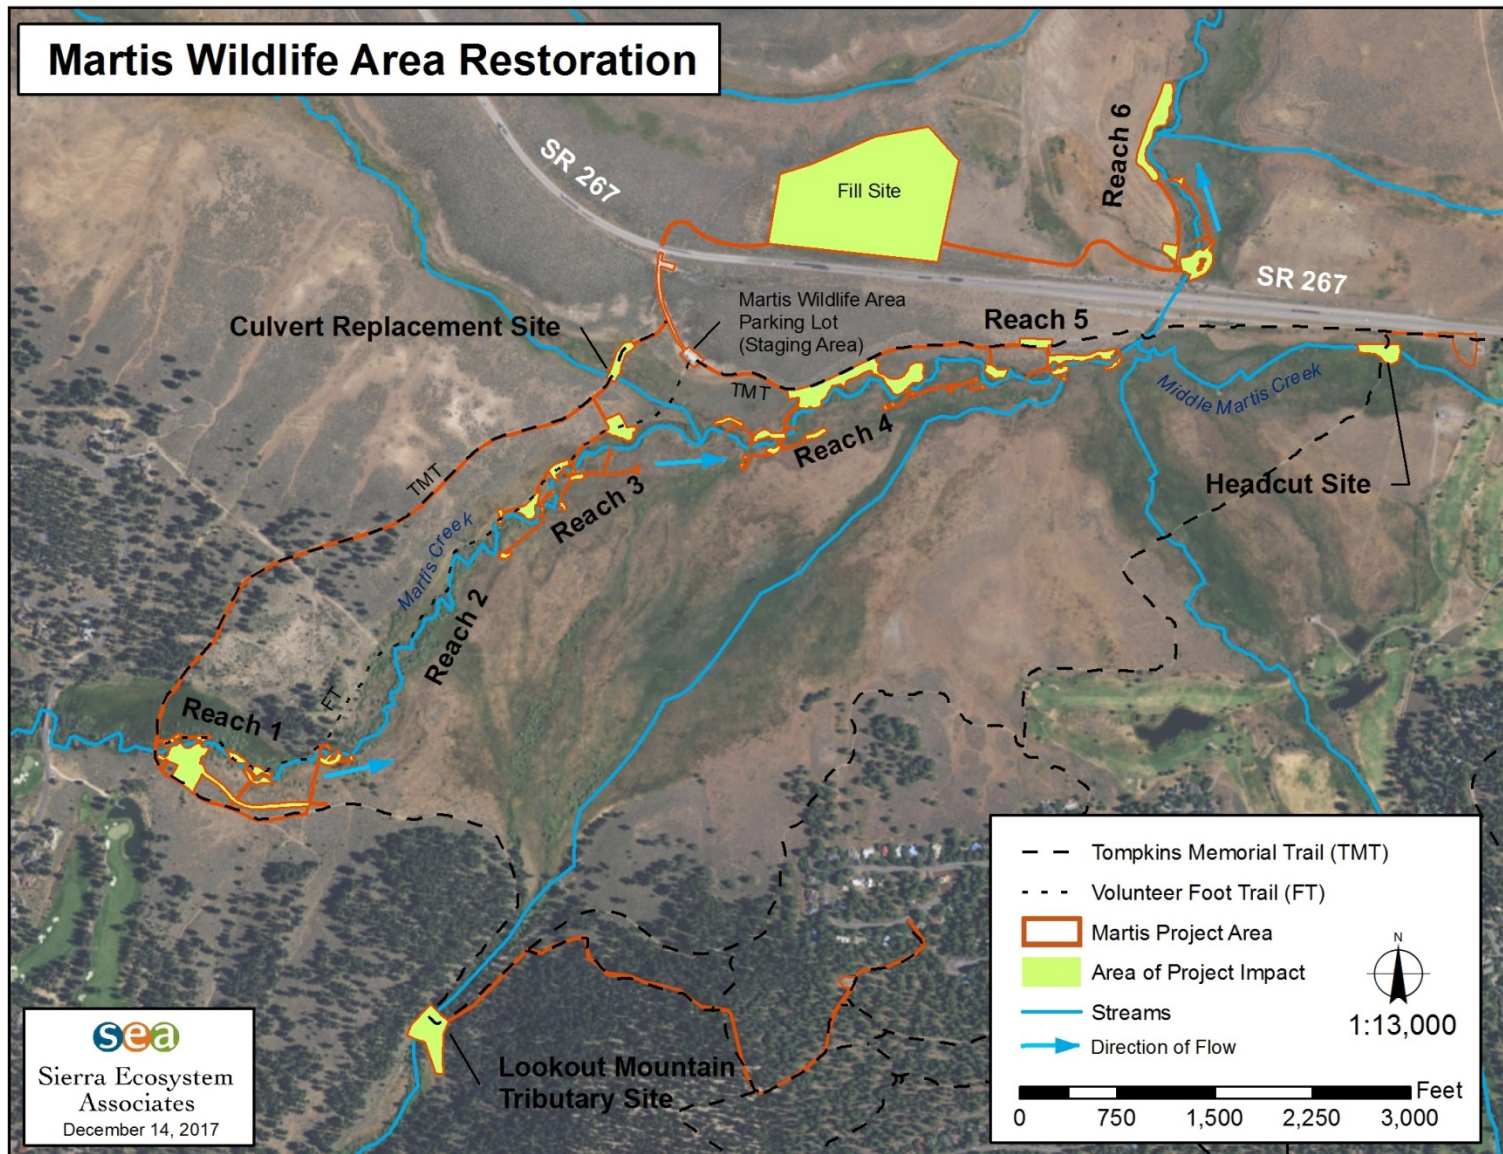 Martis Wildlife Area Restoration
SR 267
Fill Site
Reach 6
SR 267
Martis Wildlife Area
Parking Lot
(Staging Area)
Culvert Replacement Site
Reach 5
TMT
Middle Martis Creek
Reach 4
TMT
Headcut Site
Reach 3
Martis Creek
Reach 2
FT
Reach 1
Lookout Mountain
Tributary Site
Tompkins Memorial Trail (TMT)
Volunteer Foot Trail (FT)
Martis Project Area
Area of Project Impact
Streams
Direction of Flow
N
1:13,000
Feet
0 750 1,500 2,250 3,000
sea
Sierra Ecosystem
Associates
December 14, 2017